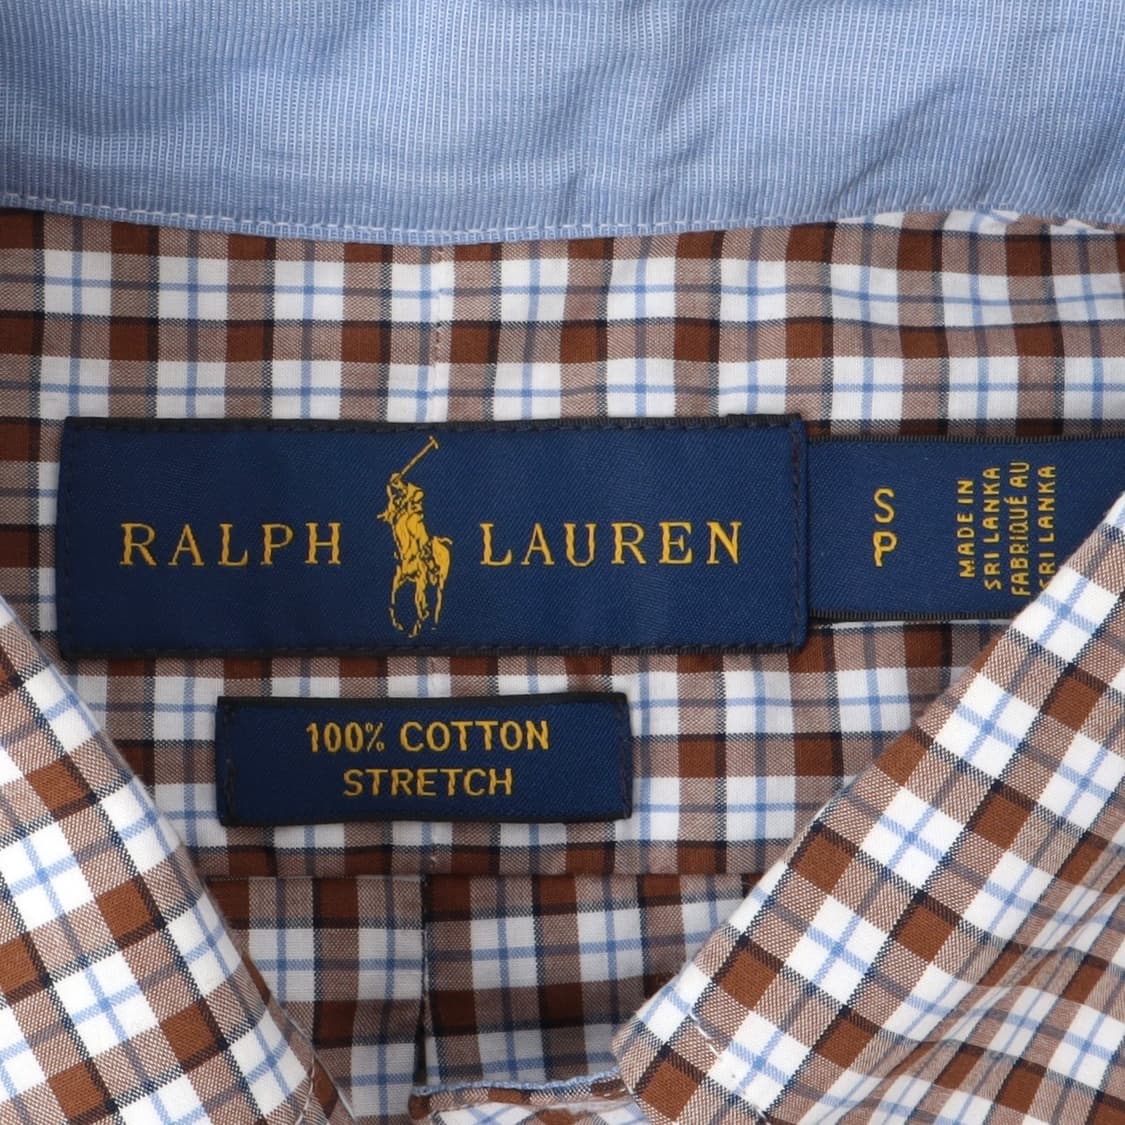 RALPH LAUREN
S
P
MADE IN
SRI LANKA
FABRIQUÉ AU
SRI LANKA
100% COTTON
STRETCH